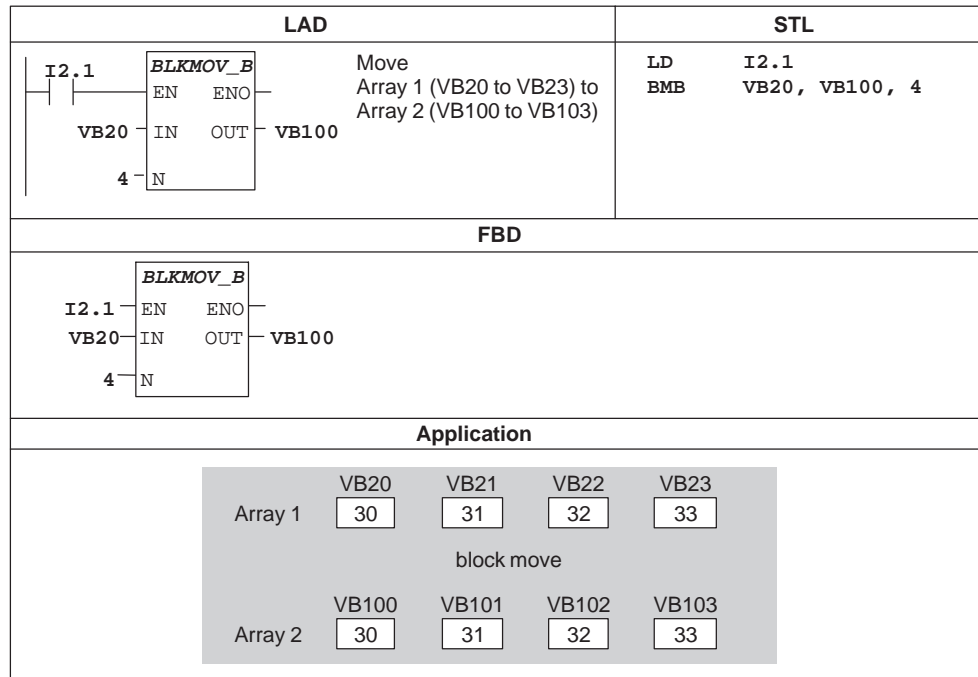 LAD
STL
I2.1
BLKMOV_B
EN ENO
VB20 IN OUT VB100
4 N
Move
Array 1 (VB20 to VB23) to
Array 2 (VB100 to VB103)
LD I2.1
BMB VB20, VB100, 4
FBD
BLKMOV_B
I2.1 EN ENO
VB20 IN OUT VB100
4 N
Application
VB20 VB21 VB22 VB23
Array 1 30 31 32 33
block move
VB100 VB101 VB102 VB103
Array 2 30 31 32 33